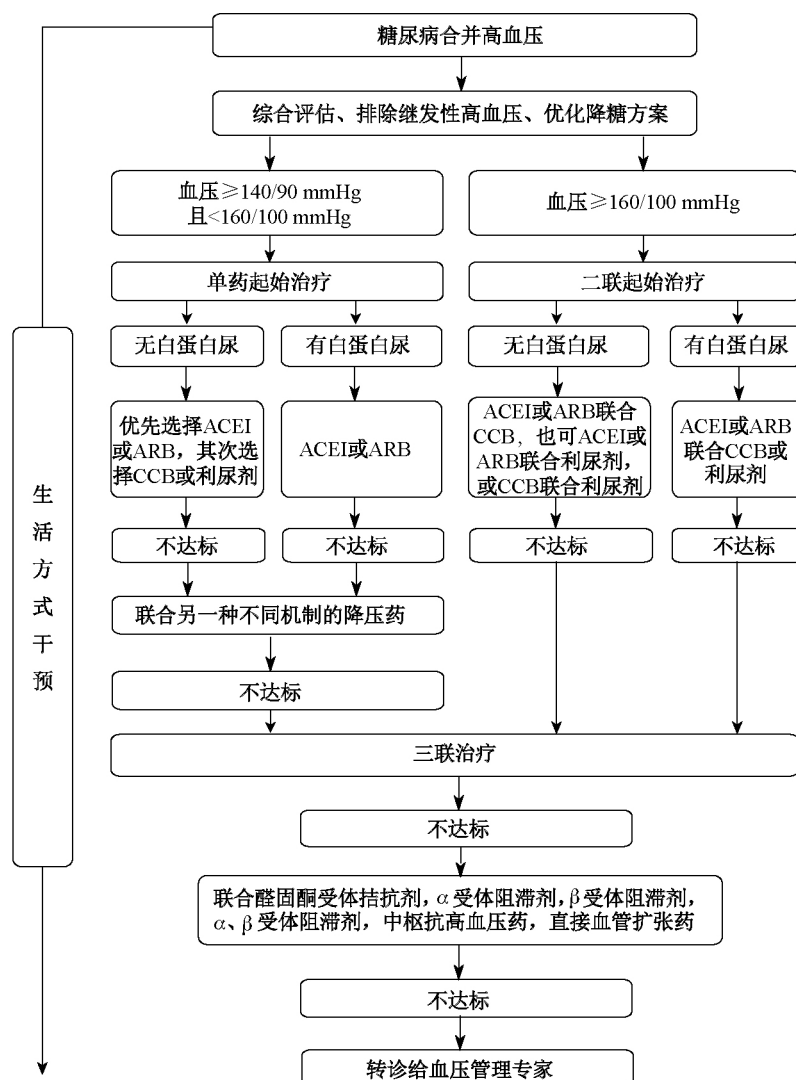 糖尿病合并高血压
综合评估、排除继发性高血压、优化降糖方案
血压≥140/90 mmHg
且<160/100 mmHg
血压≥160/100 mmHg
单药起始治疗
二联起始治疗
无白蛋白尿
有白蛋白尿
无白蛋白尿
有白蛋白尿
优先选择ACEI
或ARB，其次选
择CCB或利尿剂
ACEI或ARB
ACEI或ARB联合
CCB，也可ACEI或
ARB联合利尿剂，
或CCB联合利尿剂
ACEI或ARB
联合CCB或
利尿剂
不达标
不达标
不达标
不达标
联合另一种不同机制的降压药
不达标
三联治疗
不达标
联合醛固酮受体拮抗剂，α受体阻滞剂，β受体阻滞剂，
α、β受体阻滞剂，中枢抗高血压药，直接血管扩张药
不达标
转诊给血压管理专家
生活方式干预